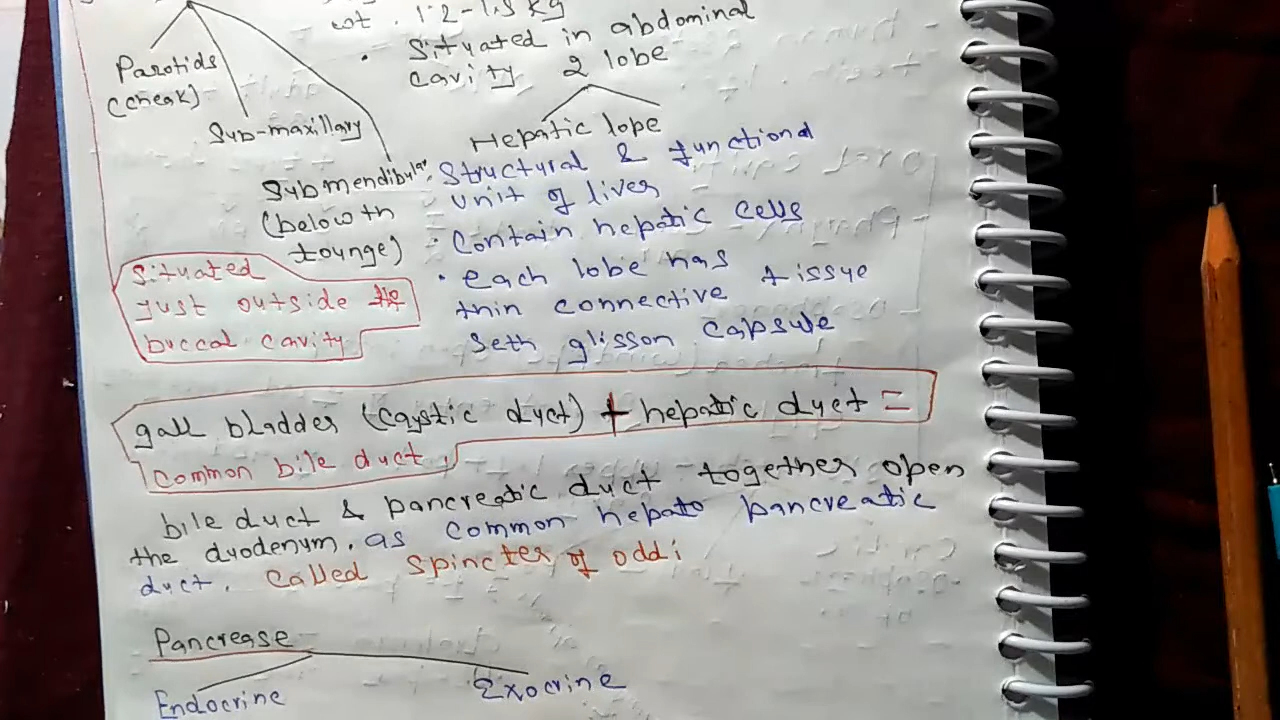 wt. 1.2-1.5 kg
• Situated in abdominal
cavity 2 lobe
Parotids
(cheak)
Sub-maxillary
Submendibular
(below th
tounge)
Situated
just outside the
buccal cavity
Hepatic lobe
• Structural & functional
unit of liver
• Contain hepatic cells
• each lobe has
thin connective tissue
Seth glisson capsule
gall bladder (Caystic duct) + hepatic duct =
Common bile duct,
bile duct & pancreatic duct together open
the duodenum. as common hepato pancreatic
duct. Called Spincter of oddi
Pancrease
Endocrine
Exocrine